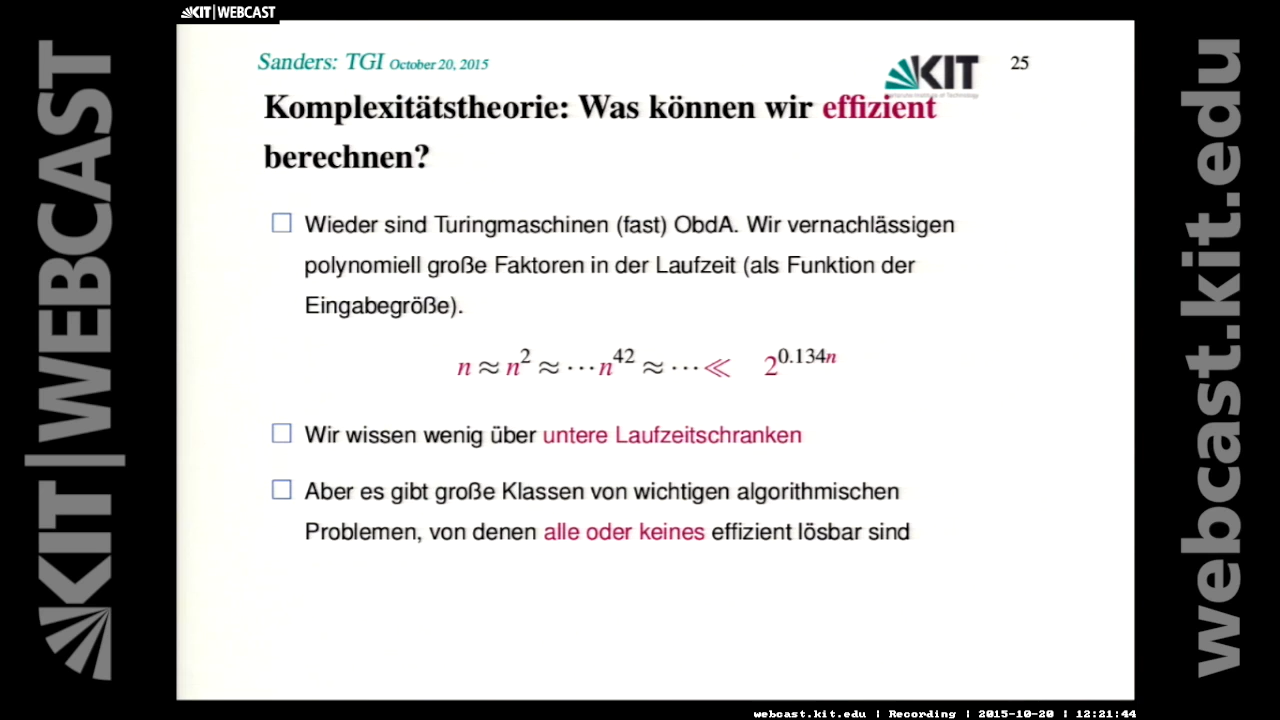 KIT|WEBCAST
Sanders: TGI October 20, 2015
KIT
25
Komplexitätstheorie: Was können wir effizient
berechnen?
Wieder sind Turingmaschinen (fast) ObdA. Wir vernachlässigen
polynomiell große Faktoren in der Laufzeit (als Funktion der
Eingabegröße).
n ≈ n^2 ≈ ··· n^42 ≈ ··· ≪ 2^0.134n
Wir wissen wenig über untere Laufzeitschranken
Aber es gibt große Klassen von wichtigen algorithmischen
Problemen, von denen alle oder keines effizient lösbar sind
KIT|WEBCAST
webcast.kit.edu
webcast.kit.edu | Recording | 2015-10-20 | 12:21:44